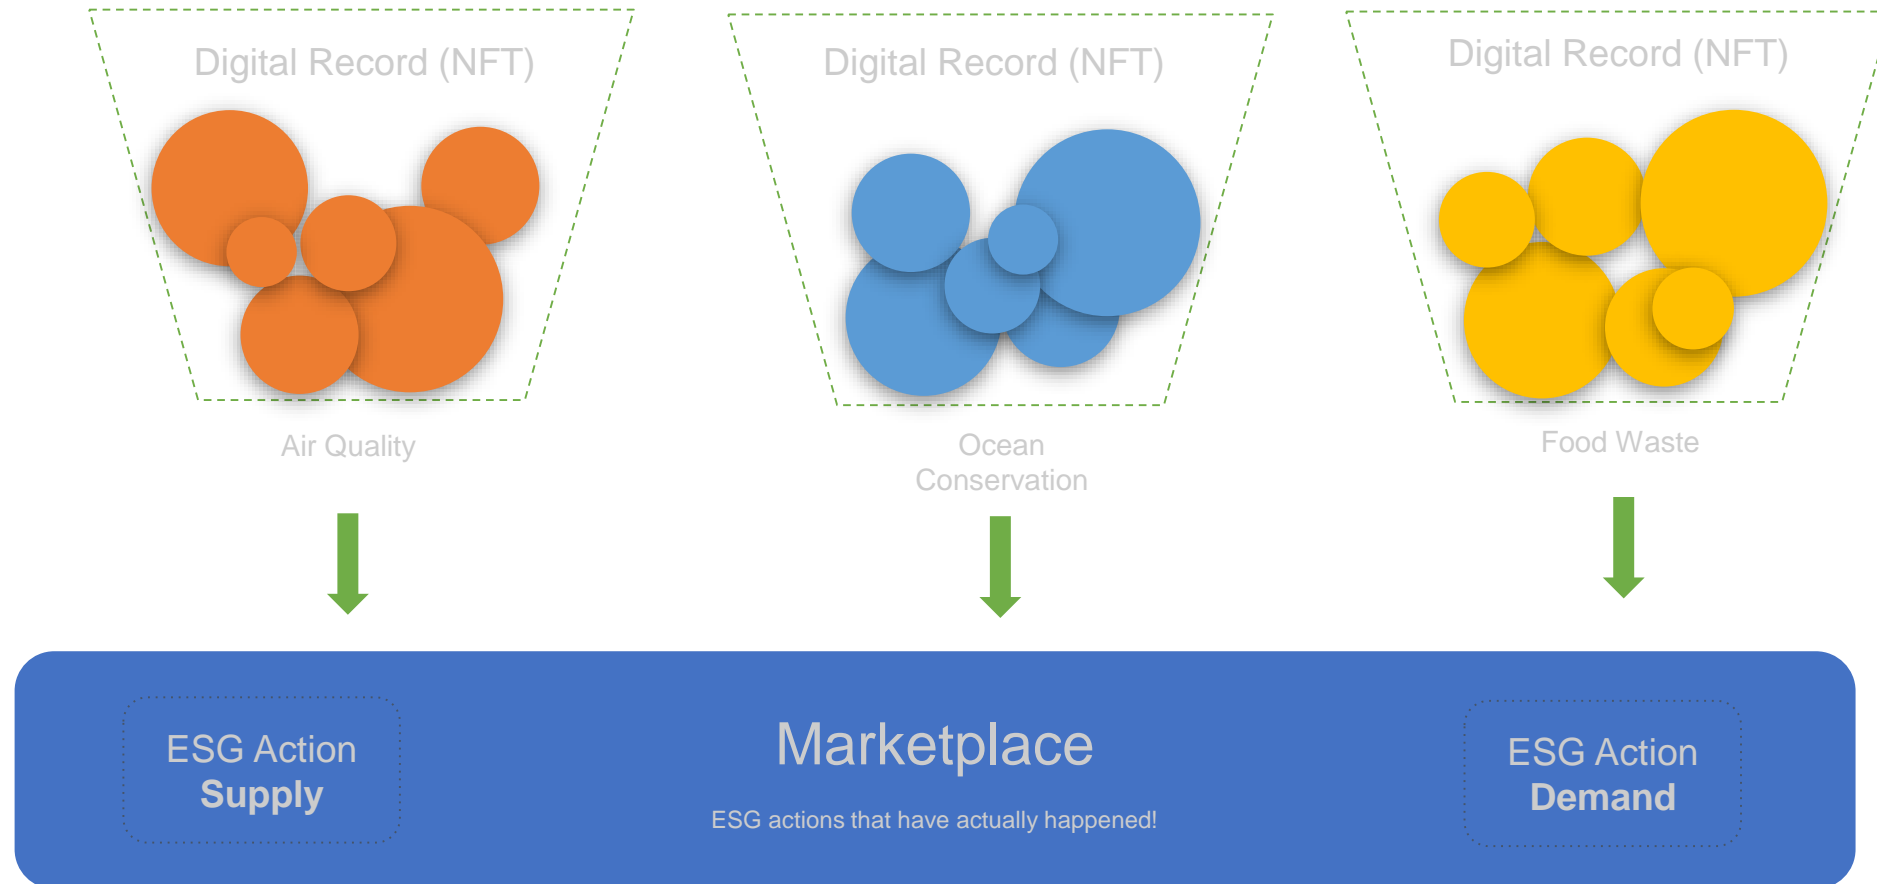 Digital Record (NFT)
Digital Record (NFT)
Digital Record (NFT)
Air Quality
Ocean
Conservation
Food Waste
ESG Action
Supply
Marketplace
ESG actions that have actually happened!
ESG Action
Demand